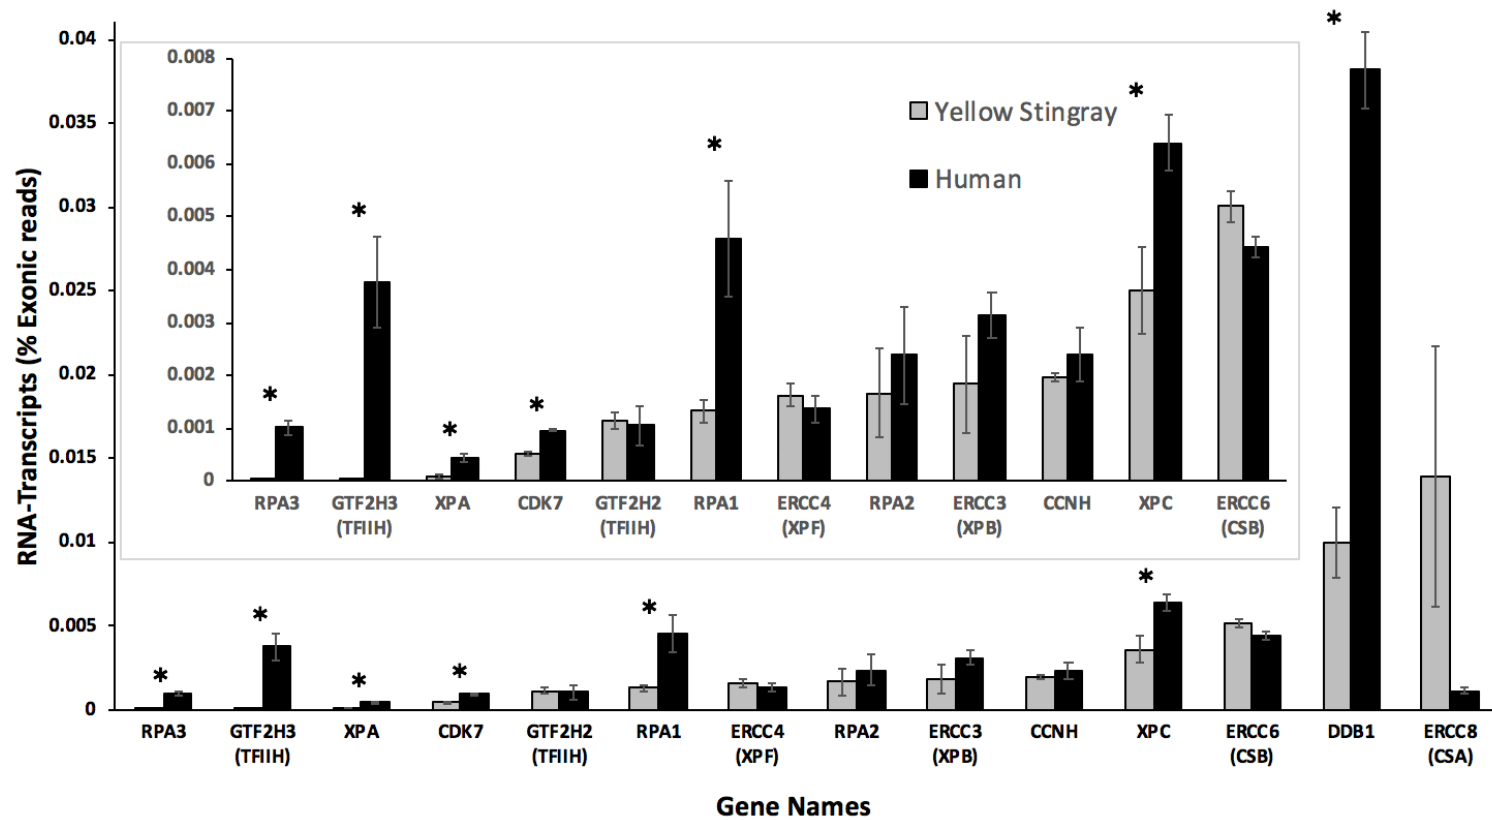 RNA-Transcripts (% Exonic reads)
0.04
0.035
0.03
0.025
0.02
0.015
0.01
0.005
0
0.008
0.007
0.006
0.005
0.004
0.003
0.002
0.001
0
Yellow Stingray
Human
* * * * * *
RPA3 GTF2H3 XPA CDK7 GTF2H2 RPA1 ERCC4 RPA2 ERCC3 CCNH XPC ERCC6
(TFIIH) (TFIIH) (XPF) (XPB) (CSB)
* * * * * * *
RPA3 GTF2H3 XPA CDK7 GTF2H2 RPA1 ERCC4 RPA2 ERCC3 CCNH XPC ERCC6 DDB1 ERCC8
(TFIIH) (TFIIH) (XPF) (XPB) (CSB) (CSA)
Gene Names